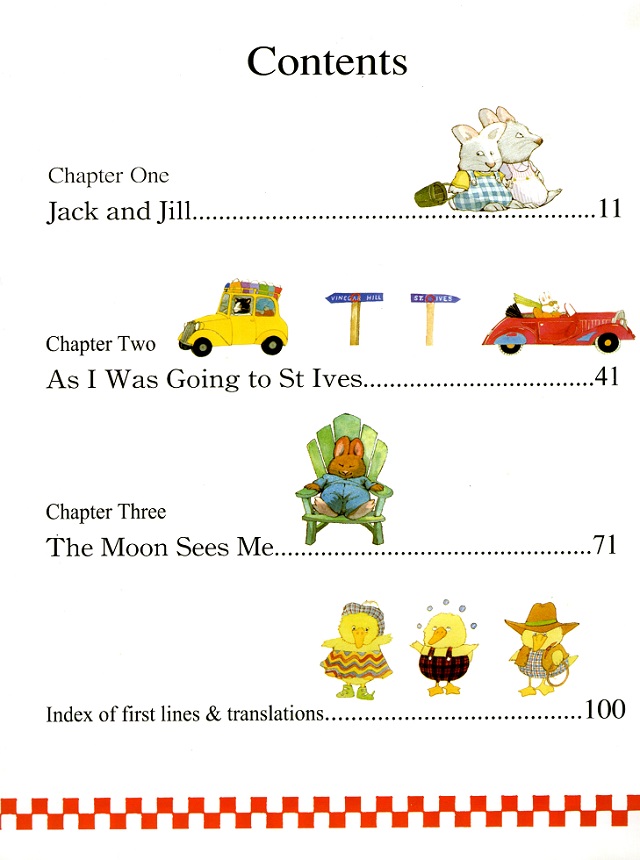 Contents
Chapter One
Jack and Jill..................................................11
VINEGAR HILL
ST. IVES
Chapter Two
As I Was Going to St Ives..................................41
Chapter Three
The Moon Sees Me........................................71
Index of first lines & translations......................................100